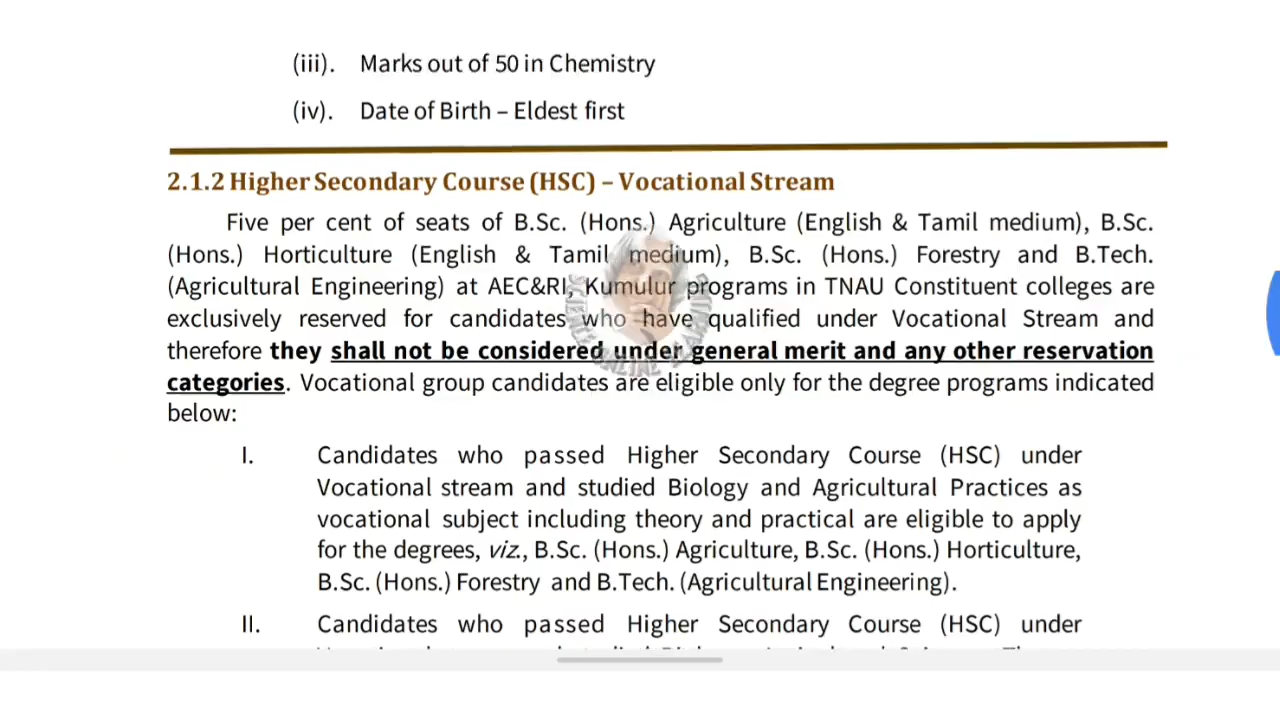 (iii). Marks out of 50 in Chemistry
(iv). Date of Birth – Eldest first
2.1.2 Higher Secondary Course (HSC) – Vocational Stream
Five per cent of seats of B.Sc. (Hons.) Agriculture (English & Tamil medium), B.Sc.
(Hons.) Horticulture (English & Tamil medium), B.Sc. (Hons.) Forestry and B.Tech.
(Agricultural Engineering) at AEC&RI, Kumulur programs in TNAU Constituent colleges are
exclusively reserved for candidates who have qualified under Vocational Stream and
therefore they shall not be considered under general merit and any other reservation
categories. Vocational group candidates are eligible only for the degree programs indicated
below:
I. Candidates who passed Higher Secondary Course (HSC) under
Vocational stream and studied Biology and Agricultural Practices as
vocational subject including theory and practical are eligible to apply
for the degrees, viz., B.Sc. (Hons.) Agriculture, B.Sc. (Hons.) Horticulture,
B.Sc. (Hons.) Forestry and B.Tech. (Agricultural Engineering).
II. Candidates who passed Higher Secondary Course (HSC) under